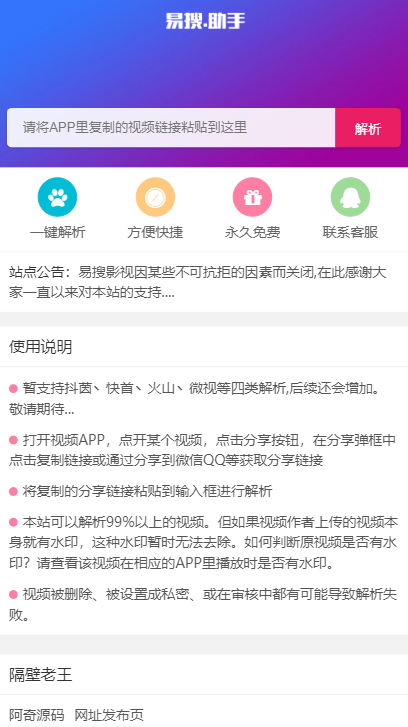 易搜.助手
请将APP里复制的视频链接粘贴到这里
解析
一键解析 方便快捷 永久免费 联系客服
站点公告：易搜影视因某些不可抗拒的因素而关闭,在此感谢大
家一直以来对本站的支持....
使用说明
暂支持抖茵丶快首丶火山丶微视等四类解析,后续还会增加。
敬请期待...
打开视频APP，点开某个视频，点击分享按钮，在分享弹框中
点击复制链接或通过分享到微信QQ等获取分享链接
将复制的分享链接粘贴到输入框进行解析
本站可以解析99%以上的视频。但如果视频作者上传的视频本
身就有水印，这种水印暂时无法去除。如何判断原视频是否有水
印？请查看该视频在相应的APP里播放时是否有水印。
视频被删除、被设置成私密、或在审核中都有可能导致解析失
败。
隔壁老王
阿奇源码 网址发布页